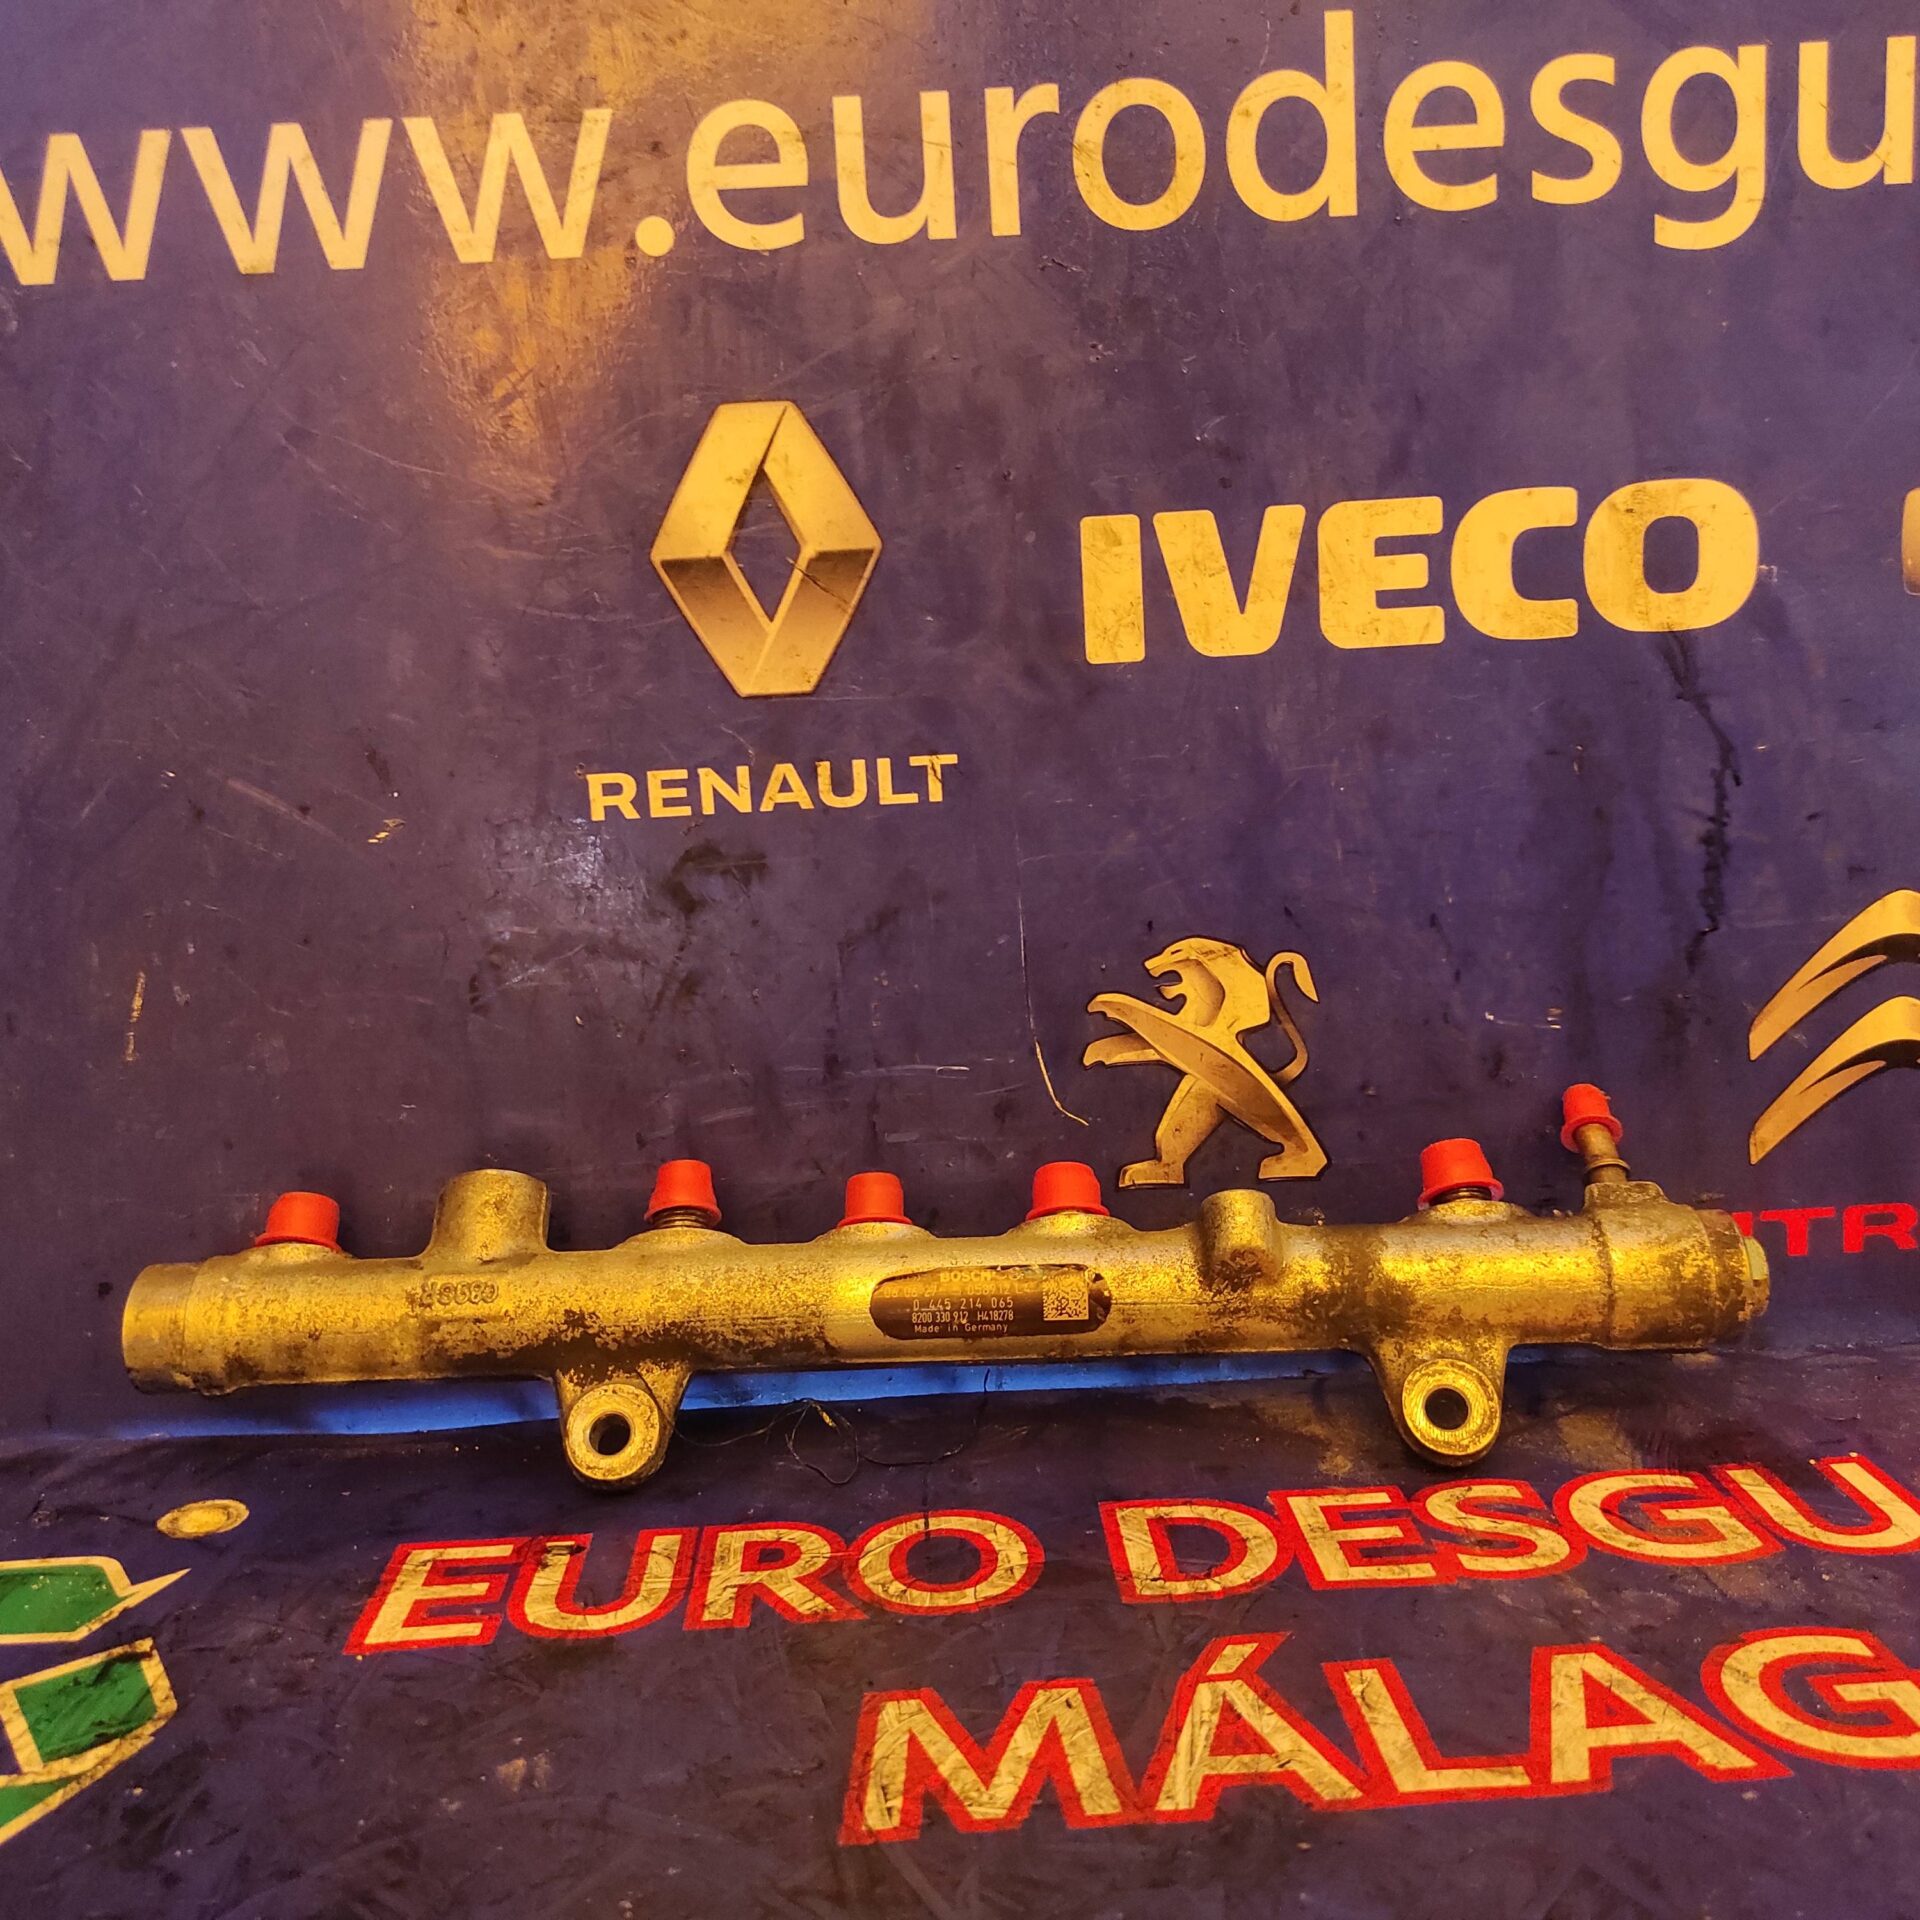 www.eurodesgu
RENAULT
IVECO
ITR
BOSCH
0 445 214 065
8200 330 912 H418278
Made in Germany
EURO DESGU
MÁLAG